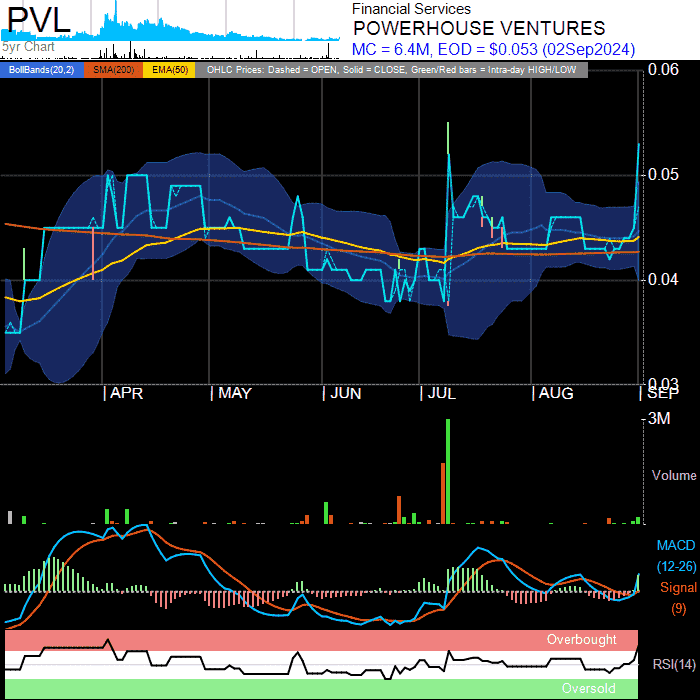 PVL
5yr Chart
Financial Services
POWERHOUSE VENTURES
MC = 6.4M, EOD = $0.053 (02Sep2024)
BollBands(20,2) SMA(200) EMA(50) OHLC Prices: Dashed = OPEN, Solid = CLOSE, Green/Red bars = Intra-day HIGH/LOW
0.06
0.05
0.04
0.03
APR MAY JUN JUL AUG SEP
3M
Volume
MACD
(12-26)
Signal
(9)
Overbought
RSI(14)
Oversold